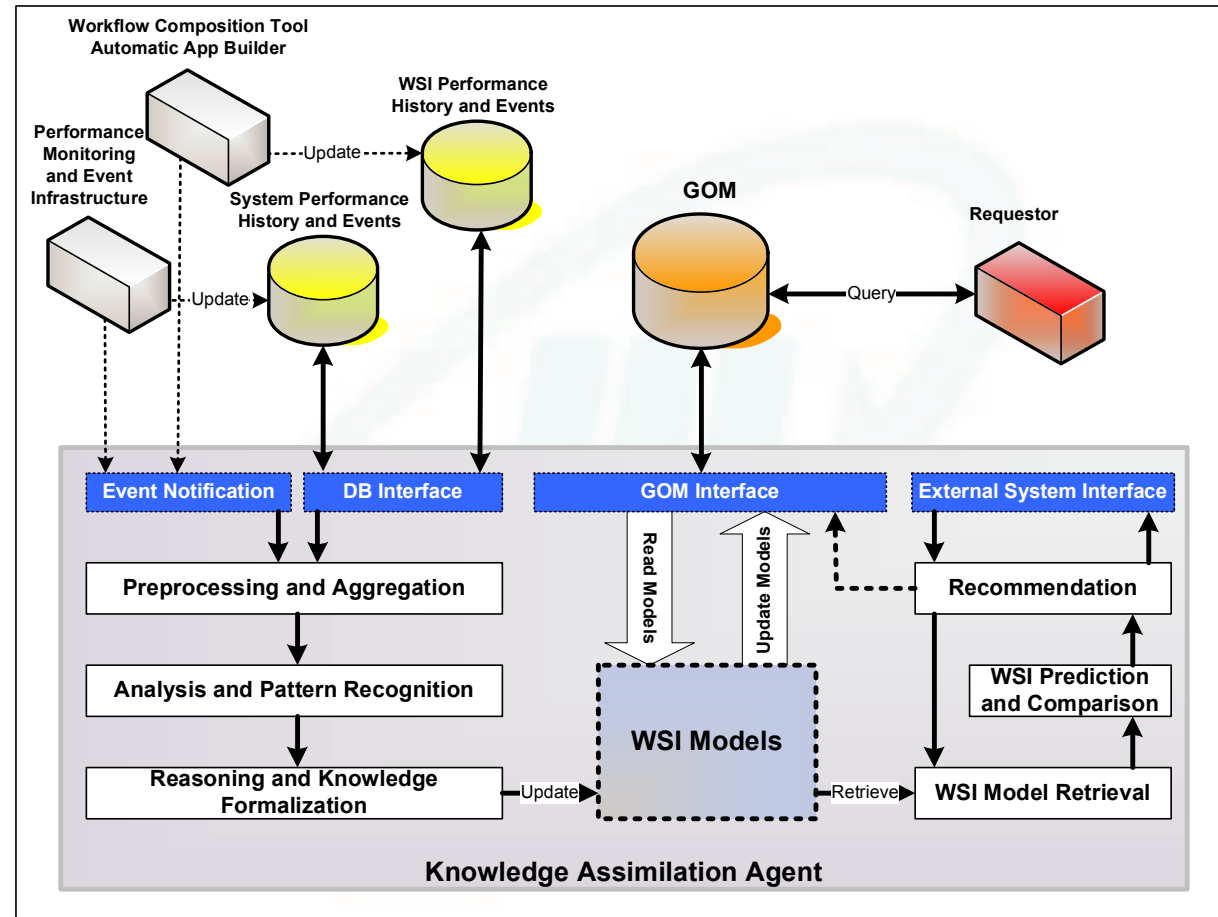 Workflow Composition Tool
Automatic App Builder
WSI Performance
History and Events
Performance
Monitoring
and Event
Infrastructure
Update
System Performance
History and Events
GOM
Requestor
Update
Query
Event Notification
DB Interface
GOM Interface
External System Interface
Read Models
Update Models
Preprocessing and Aggregation
Recommendation
Analysis and Pattern Recognition
WSI Prediction
and Comparison
WSI Models
Reasoning and Knowledge
Formalization
Update
Retrieve
WSI Model Retrieval
Knowledge Assimilation Agent